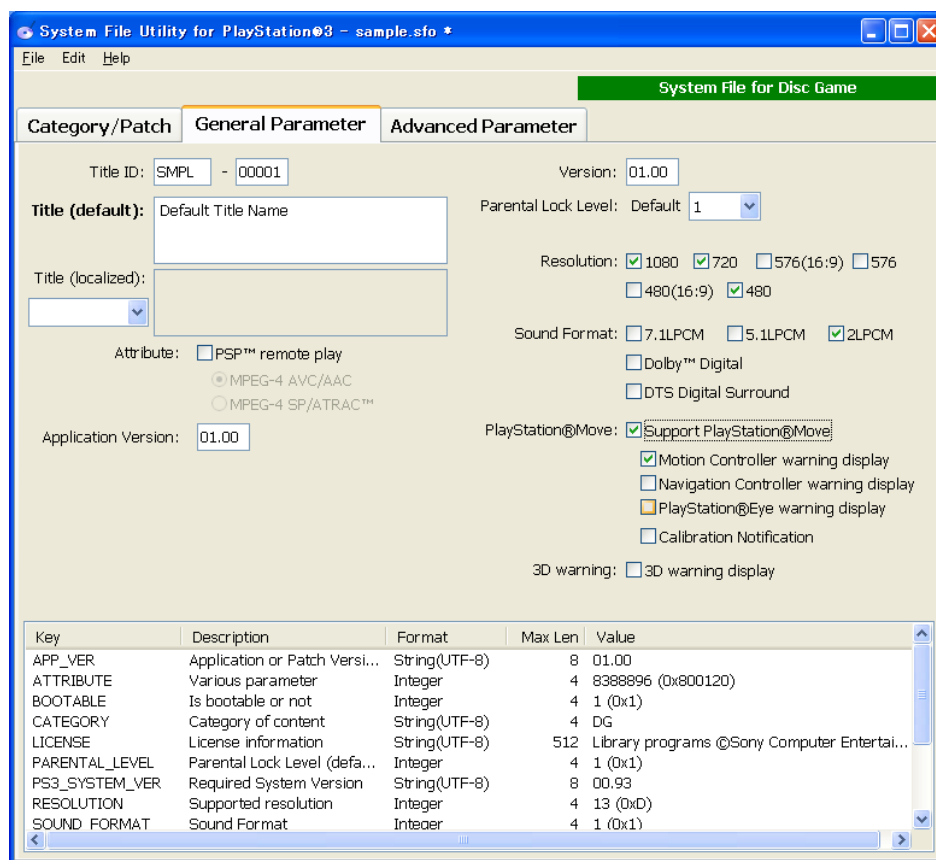 System File Utility for PlayStation®3 - sample.sfo *
File Edit Help
System File for Disc Game
Category/Patch General Parameter Advanced Parameter
Title ID: SMPL - 00001
Version: 01.00
Title (default): Default Title Name
Parental Lock Level: Default 1
Title (localized):
Resolution: 1080 720 576(16:9) 576
480(16:9) 480
Sound Format: 7.1LPCM 5.1LPCM 2LPCM
Dolby™ Digital
DTS Digital Surround
Attribute: PSP™ remote play
MPEG-4 AVC/AAC
MPEG-4 SP/ATRAC™
Application Version: 01.00
PlayStation®Move: Support PlayStation®Move
Motion Controller warning display
Navigation Controller warning display
PlayStation®Eye warning display
Calibration Notification
3D warning: 3D warning display
Key Description Format Max Len Value
APP_VER Application or Patch Versi... String(UTF-8) 8 01.00
ATTRIBUTE Various parameter Integer 4 8388896 (0x800120)
BOOTABLE Is bootable or not Integer 4 1 (0x1)
CATEGORY Category of content String(UTF-8) 4 DG
LICENSE License information String(UTF-8) 512 Library programs ©Sony Computer Entertai...
PARENTAL_LEVEL Parental Lock Level (defa... Integer 4 1 (0x1)
PS3_SYSTEM_VER Required System Version String(UTF-8) 8 00.93
RESOLUTION Supported resolution Integer 4 13 (0xD)
SOUND_FORMAT Sound Format Integer 4 1 (0x1)